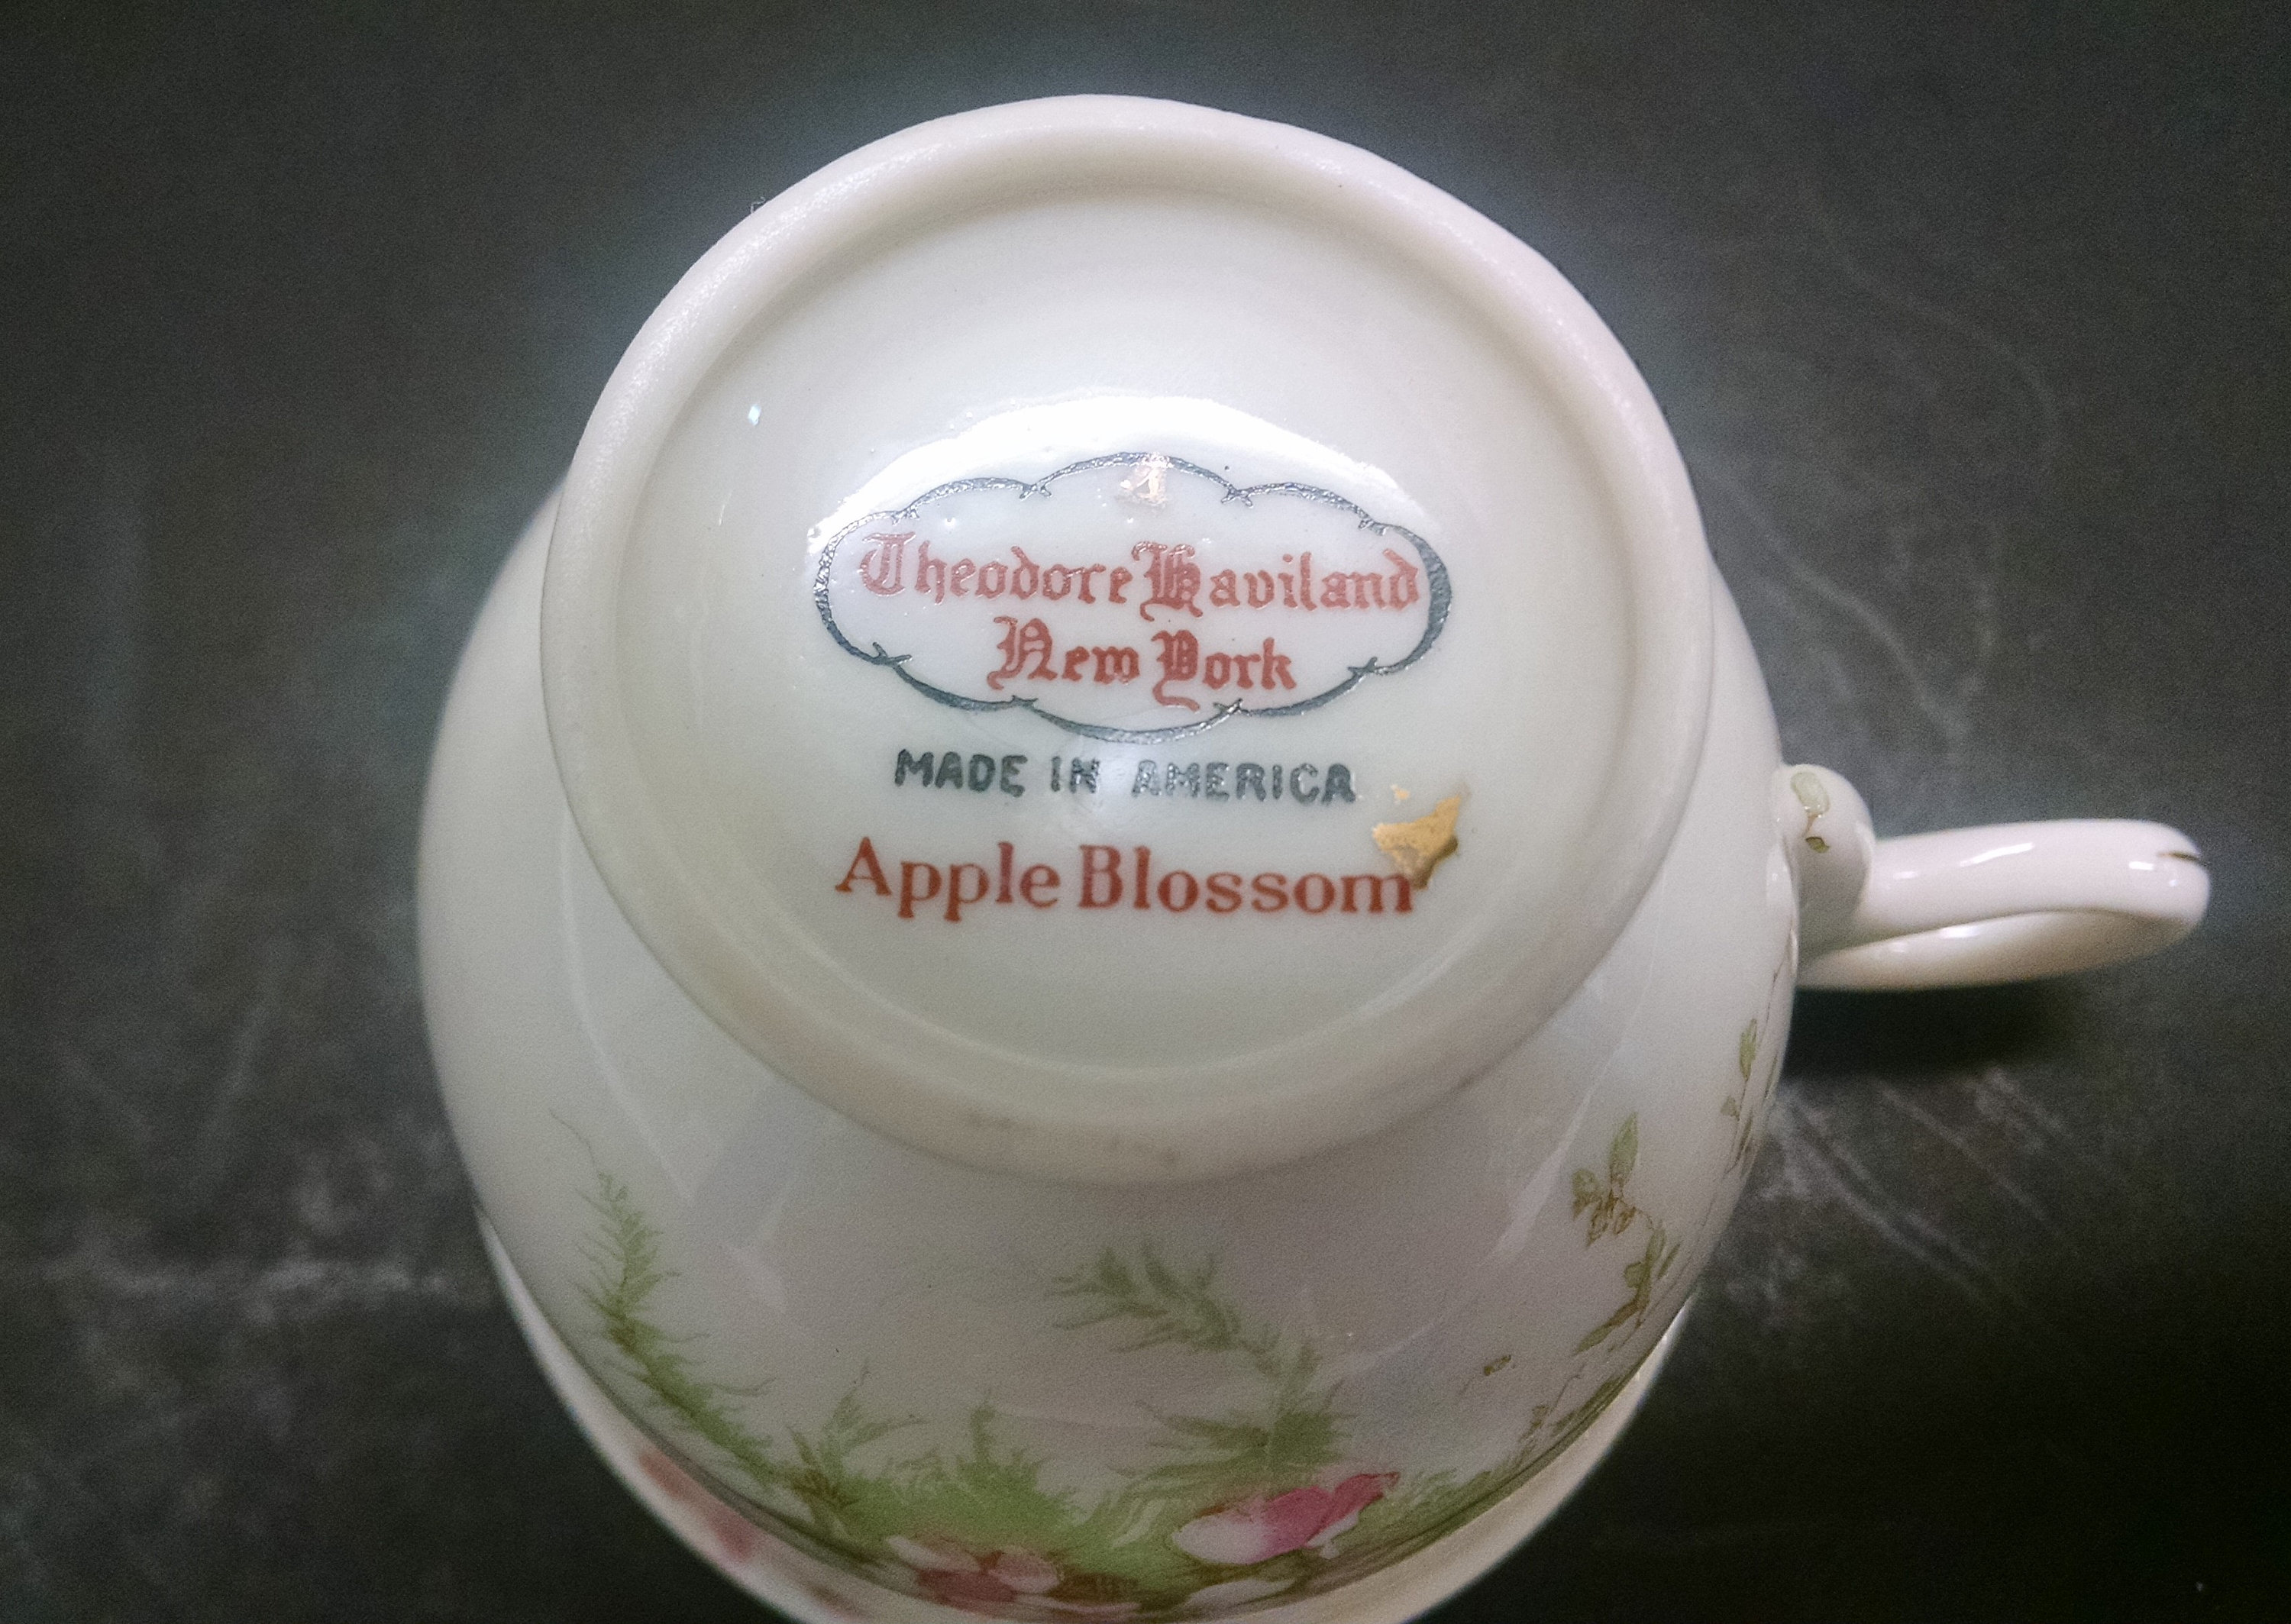 Theodore Haviland
New York
MADE IN AMERICA
Apple Blossom